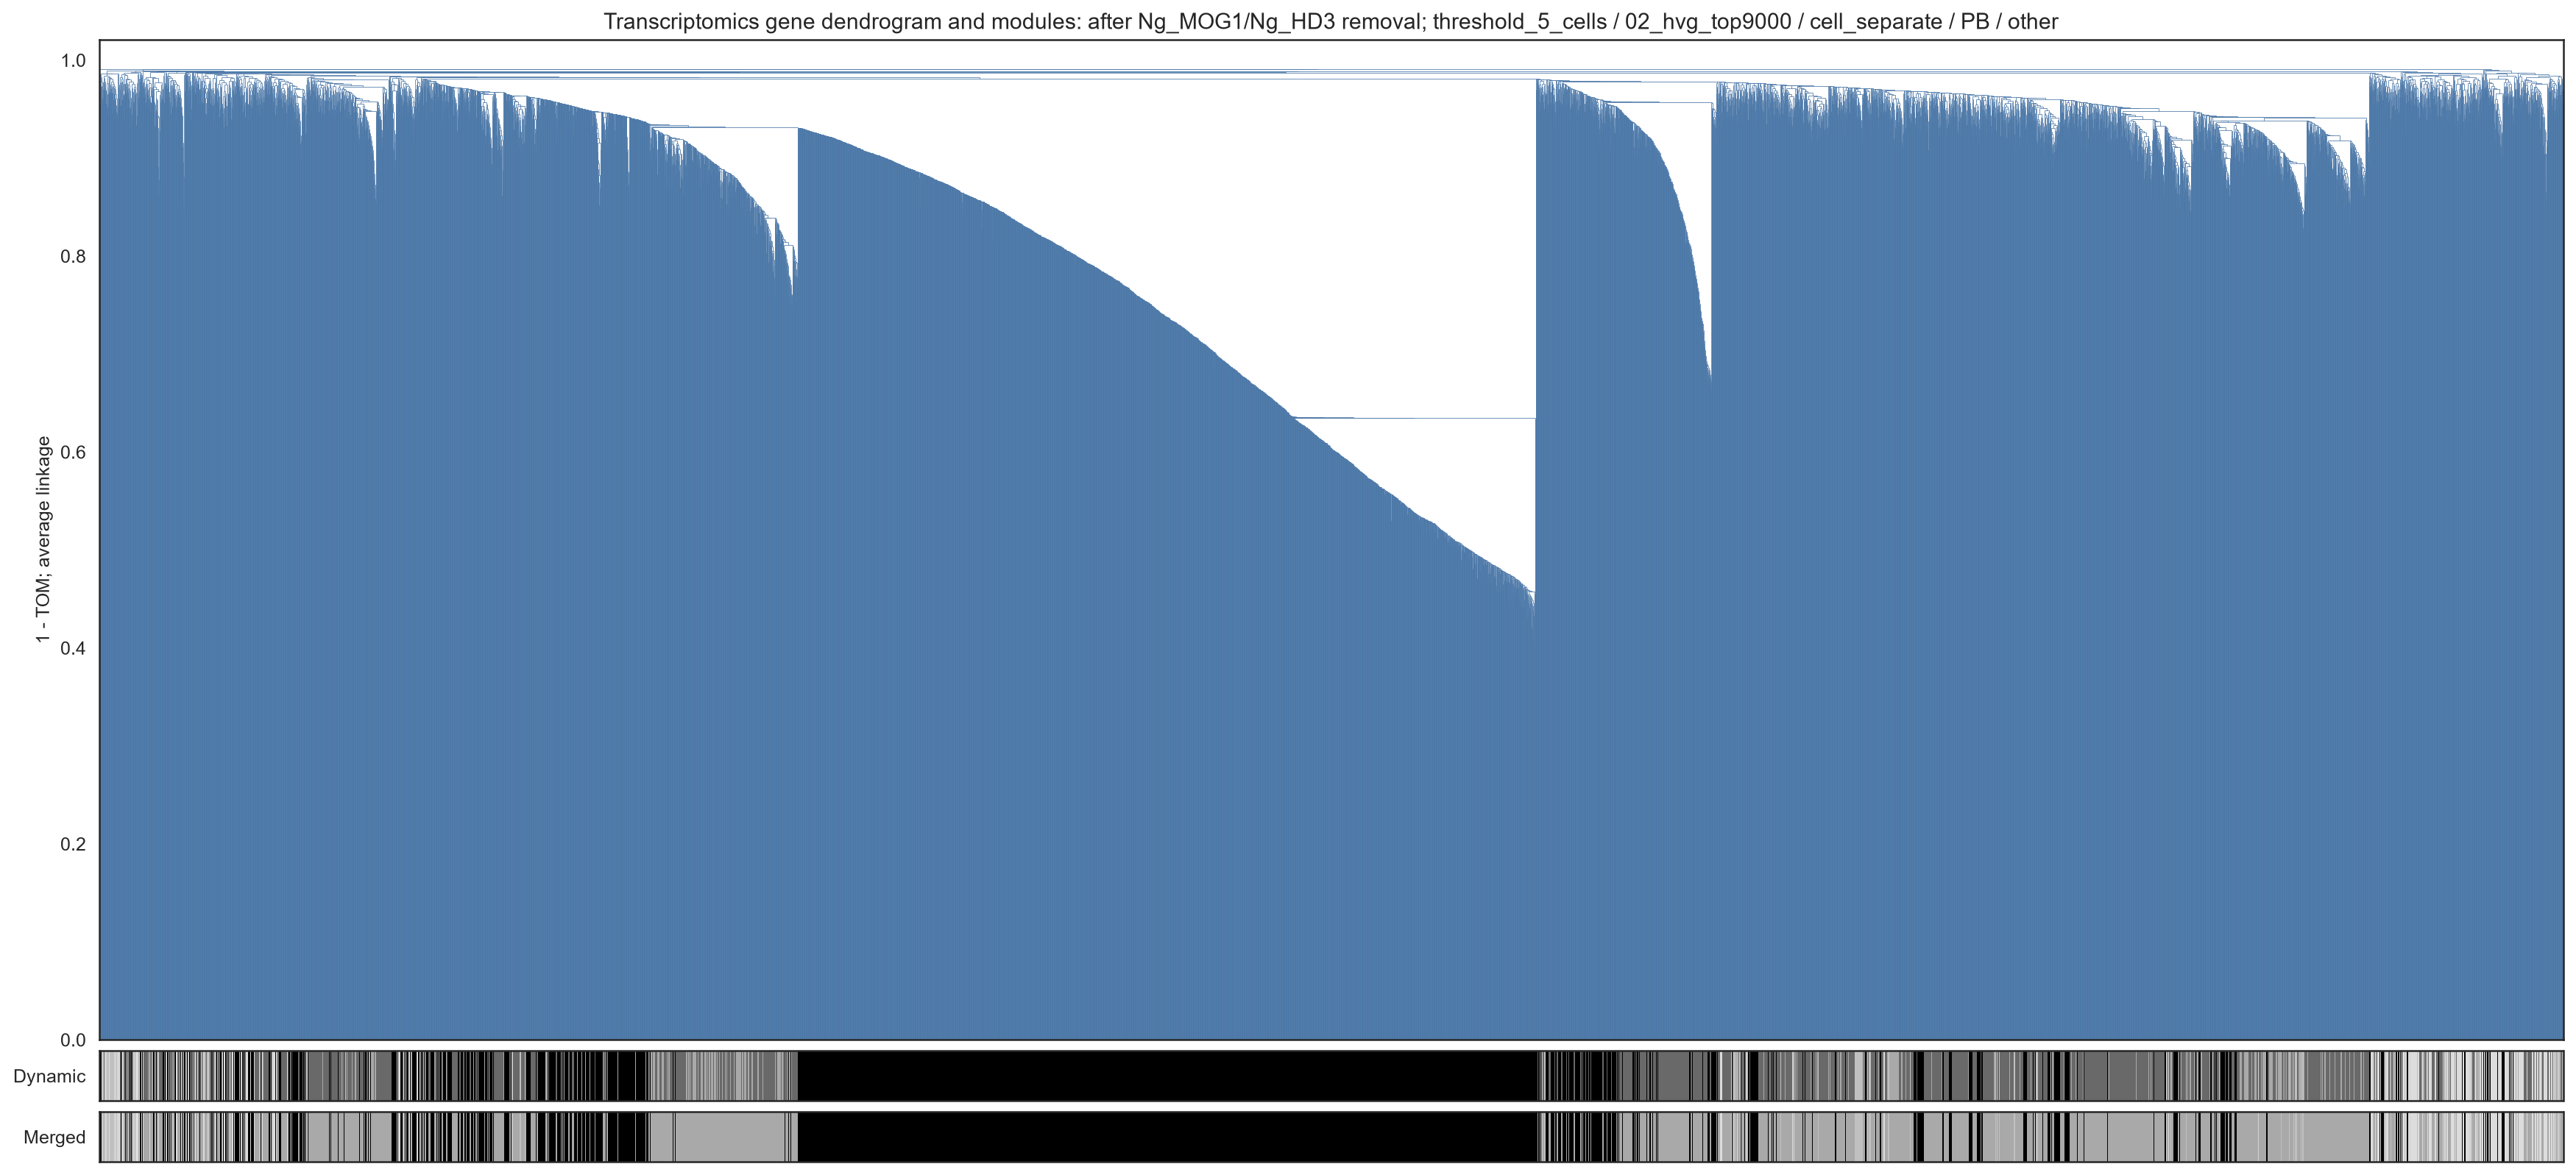 Transcriptomics gene dendrogram and modules: after Ng_MOG1/Ng_HD3 removal; threshold_5_cells / 02_hvg_top9000 / cell_separate / PB / other
1.0
0.8
0.6
0.4
0.2
0.0
1 - TOM; average linkage
Dynamic
Merged